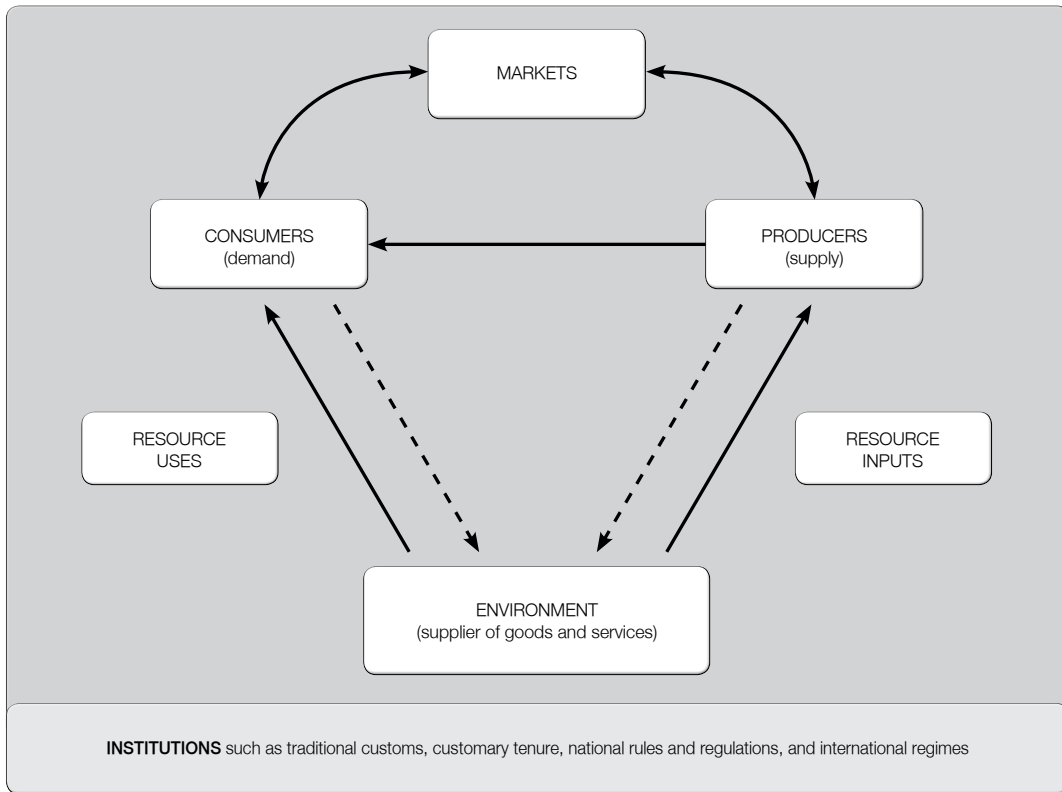 MARKETS
CONSUMERS
(demand)
PRODUCERS
(supply)
RESOURCE
USES
RESOURCE
INPUTS
ENVIRONMENT
(supplier of goods and services)
INSTITUTIONS such as traditional customs, customary tenure, national rules and regulations, and international regimes